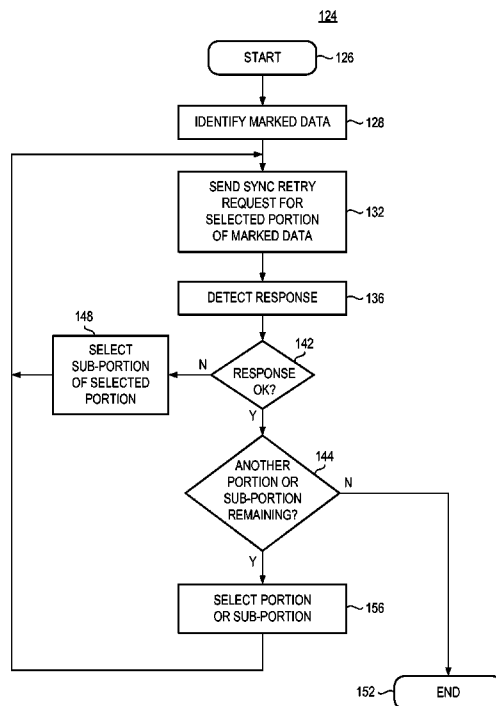 124
START
126
IDENTIFY MARKED DATA
128
SEND SYNC RETRY
REQUEST FOR
SELECTED PORTION
OF MARKED DATA
132
DETECT RESPONSE
136
148
SELECT
SUB-PORTION
OF SELECTED
PORTION
N
142
RESPONSE
OK?
Y
144
ANOTHER
PORTION OR
SUB-PORTION
REMAINING?
N
Y
SELECT PORTION
OR SUB-PORTION
156
152
END